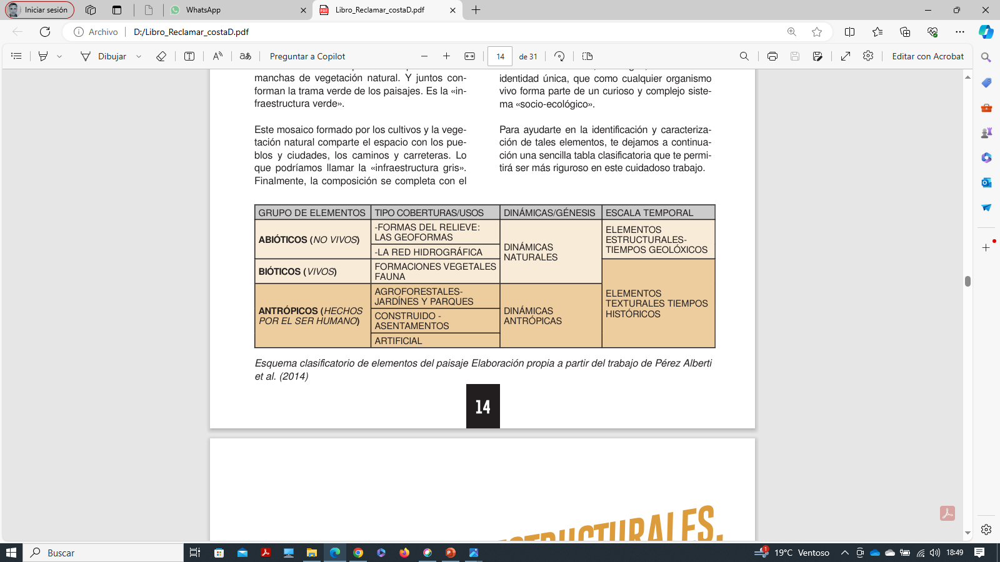 Iniciar sesión
WhatsApp
Libro_Reclamar_costaD.pdf
Archivo
D:/Libro_Reclamar_costaD.pdf
Dibujar
Preguntar a Copilot
14
de 31
Editar con Acrobat
manchas de vegetación natural. Y juntos con-
forman la trama verde de los paisajes. Es la «in-
fraestructura verde».
Este mosaico formado por los cultivos y la vege-
tación natural comparte el espacio con los pue-
blos y ciudades, los caminos y carreteras. Lo
que podríamos llamar la «infraestructura gris».
Finalmente, la composición se completa con el
identidad única, que como cualquier organismo
vivo forma parte de un curioso y complejo siste-
ma «socio-ecológico».
Para ayudarte en la identificación y caracteriza-
ción de tales elementos, te dejamos a continua-
ción una sencilla tabla clasificatoria que te permi-
tirá ser más riguroso en este cuidadoso trabajo.
GRUPO DE ELEMENTOS
TIPO COBERTURAS/USOS
DINÁMICAS/GÉNESIS
ESCALA TEMPORAL
ABIÓTICOS (NO VIVOS)
-FORMAS DEL RELIEVE:
LAS GEOFORMAS
-LA RED HIDROGRÁFICA
DINÁMICAS
NATURALES
ELEMENTOS
ESTRUCTURALES-
TIEMPOS GEOLÓXICOS
BIÓTICOS (VIVOS)
FORMACIONES VEGETALES
FAUNA
ANTRÓPICOS (HECHOS
POR EL SER HUMANO)
AGROFORESTALES-
JARDÍNES Y PARQUES
CONSTRUIDO -
ASENTAMENTOS
ARTIFICIAL
DINÁMICAS
ANTRÓPICAS
ELEMENTOS
TEXTURALES TIEMPOS
HISTÓRICOS
Esquema clasificatorio de elementos del paisaje Elaboración propia a partir del trabajo de Pérez Alberti
et al. (2014)
14
STRUCTURALES,
Buscar
1
19°C Ventoso
18:49